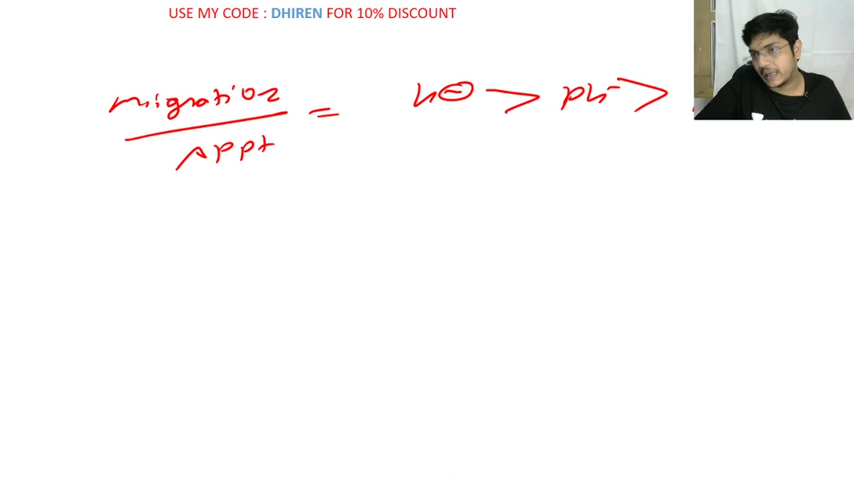 USE MY CODE : DHIREN FOR 10% DISCOUNT
migration = H⊖ > Ph⁻ >
APPt